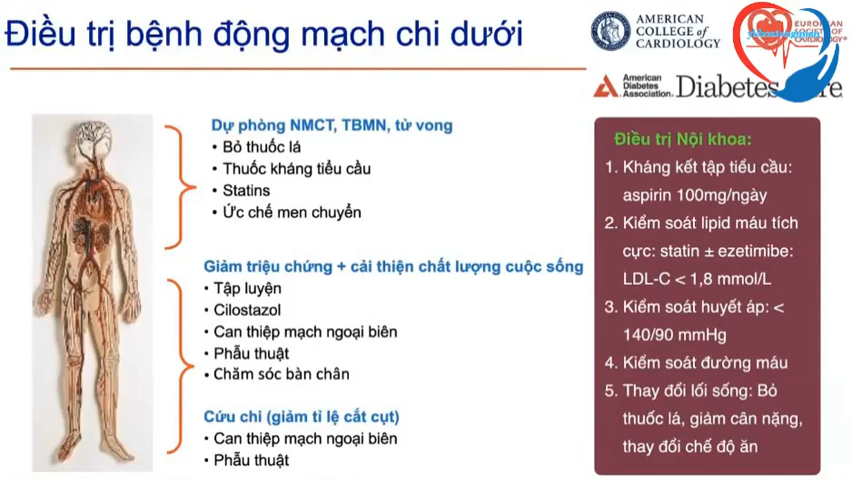 Điều trị bệnh động mạch chi dưới
AMERICAN
COLLEGE of
CARDIOLOGY
EUROPEAN
SOCIETY OF
CARDIOLOGY®
American
Diabetes
Association.
Diabetes
Dự phòng NMCT, TBMN, tử vong
• Bỏ thuốc lá
• Thuốc kháng tiểu cầu
• Statins
• Ức chế men chuyển
Giảm triệu chứng + cải thiện chất lượng cuộc sống
• Tập luyện
• Cilostazol
• Can thiệp mạch ngoại biên
• Phẫu thuật
• Chăm sóc bàn chân
Cứu chi (giảm tỉ lệ cắt cụt)
• Can thiệp mạch ngoại biên
• Phẫu thuật
Điều trị Nội khoa:
1. Kháng kết tập tiểu cầu:
aspirin 100mg/ngày
2. Kiểm soát lipid máu tích
cực: statin ± ezetimibe:
LDL-C < 1,8 mmol/L
3. Kiểm soát huyết áp: <
140/90 mmHg
4. Kiểm soát đường máu
5. Thay đổi lối sống: Bỏ
thuốc lá, giảm cân nặng,
thay đổi chế độ ăn